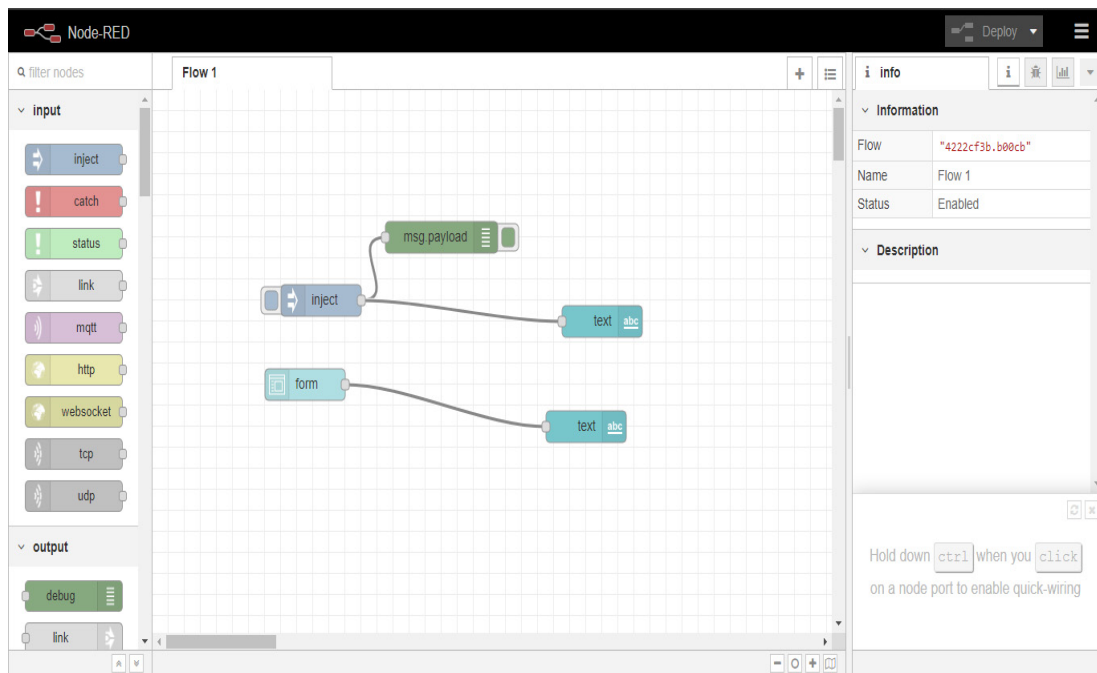 Node-RED
Deploy
filter nodes
Flow 1
i info
i
input
Information
inject
Flow "4222cf3b.b00cb"
catch
Name Flow 1
Status Enabled
status
msg.payload
Description
link
inject
mqtt
text abc
http
form
websocket
text abc
tcp
udp
output
Hold down ctrl when you click
on a node port to enable quick-wiring
debug
link